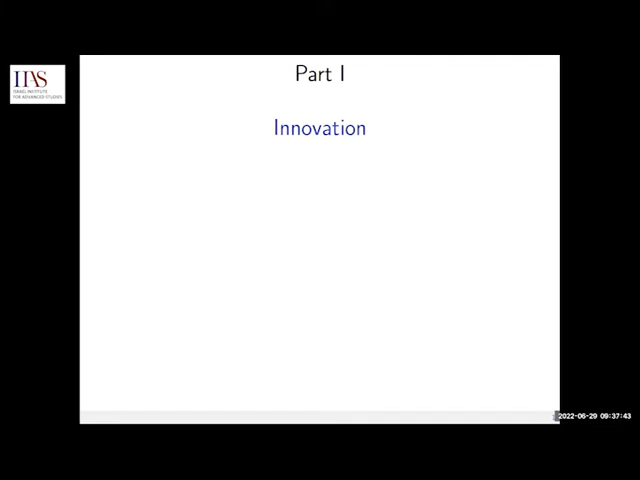 Part I
IIAS
ISRAEL INSTITUTE
FOR ADVANCED STUDIES
Innovation
2022-06-29 09:37:43